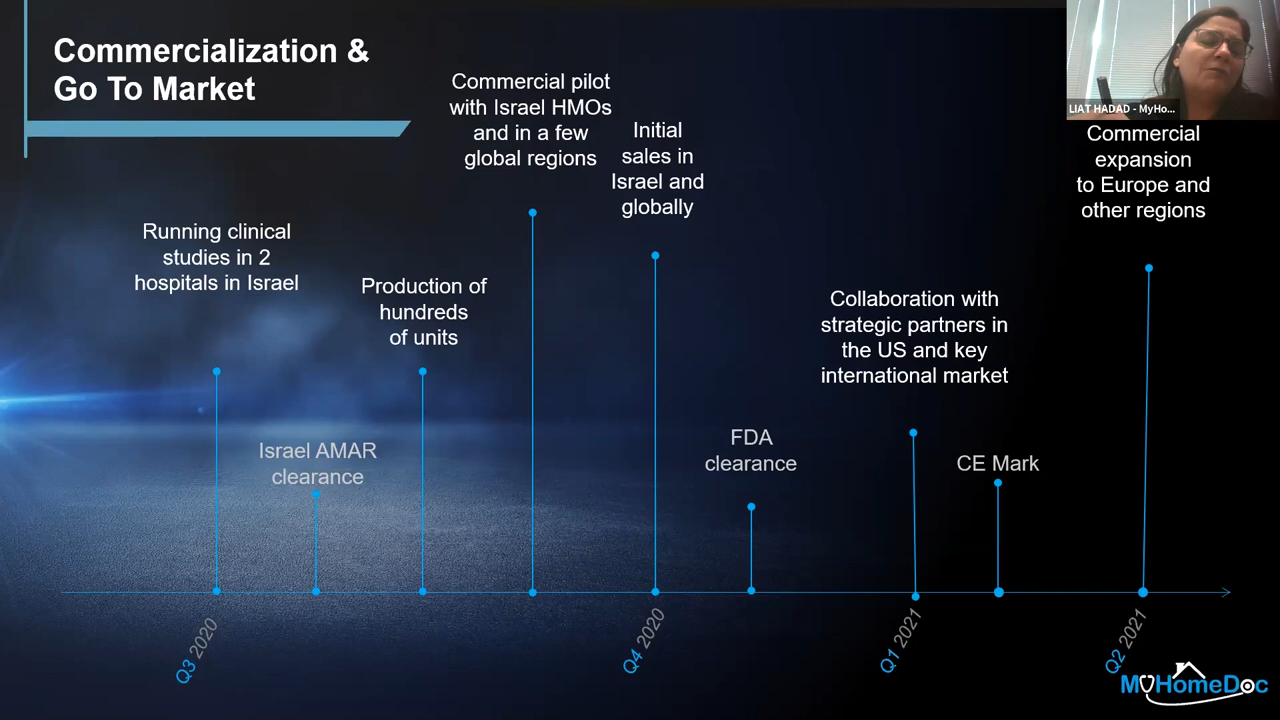 Commercialization &
Go To Market
LIAT HADAD - MyHo...
Running clinical
studies in 2
hospitals in Israel
Israel AMAR
clearance
Production of
hundreds
of units
Commercial pilot
with Israel HMOs
and in a few
global regions
Initial
sales in
Israel and
globally
FDA
clearance
Collaboration with
strategic partners in
the US and key
international market
CE Mark
Commercial
expansion
to Europe and
other regions
Q3 2020
Q4 2020
Q1 2021
Q2 2021
MyHomeDoc